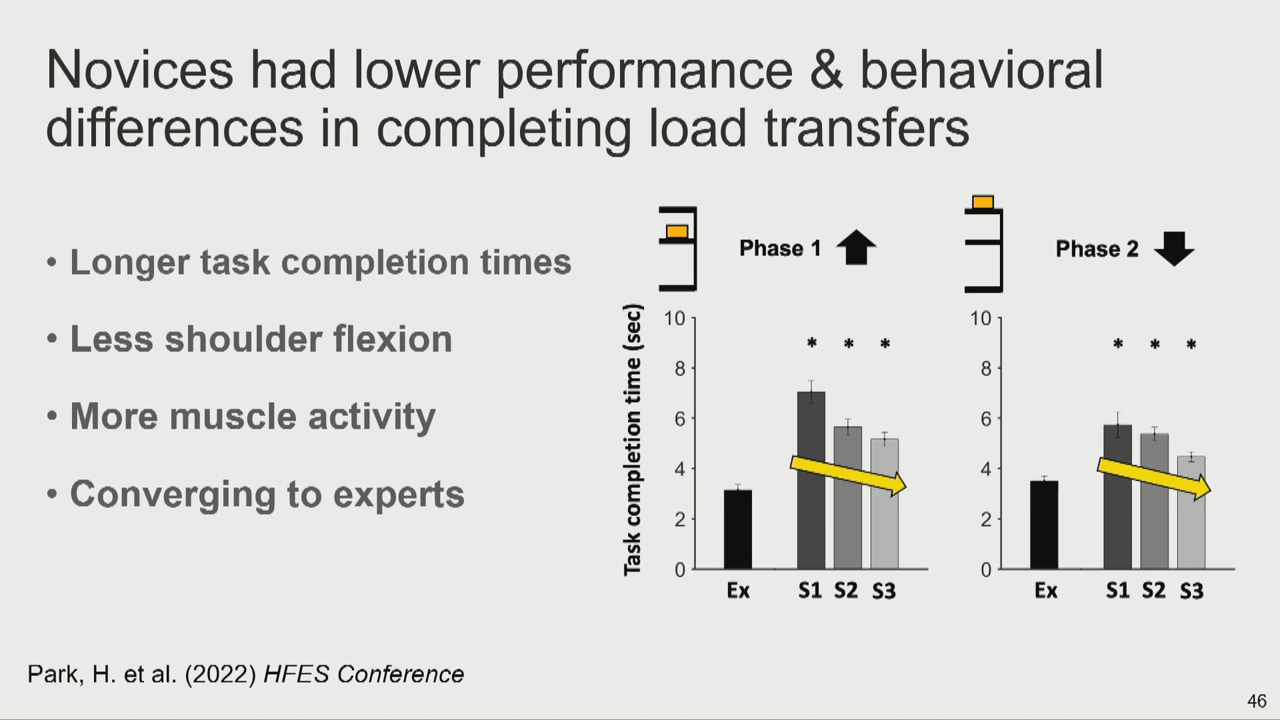 Novices had lower performance & behavioral
differences in completing load transfers
• Longer task completion times
• Less shoulder flexion
• More muscle activity
• Converging to experts
Phase 1
Task completion time (sec)
10
8
6
4
2
0
* * *
Ex S1 S2 S3
Phase 2
10
8
6
4
2
0
* * *
Ex S1 S2 S3
Park, H. et al. (2022) HFES Conference
46